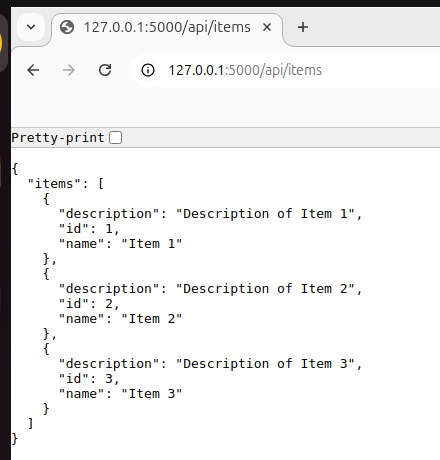 127.0.0.1:5000/api/items
127.0.0.1:5000/api/items
Pretty-print
{
  "items": [
    {
      "description": "Description of Item 1",
      "id": 1,
      "name": "Item 1"
    },
    {
      "description": "Description of Item 2",
      "id": 2,
      "name": "Item 2"
    },
    {
      "description": "Description of Item 3",
      "id": 3,
      "name": "Item 3"
    }
  ]
}